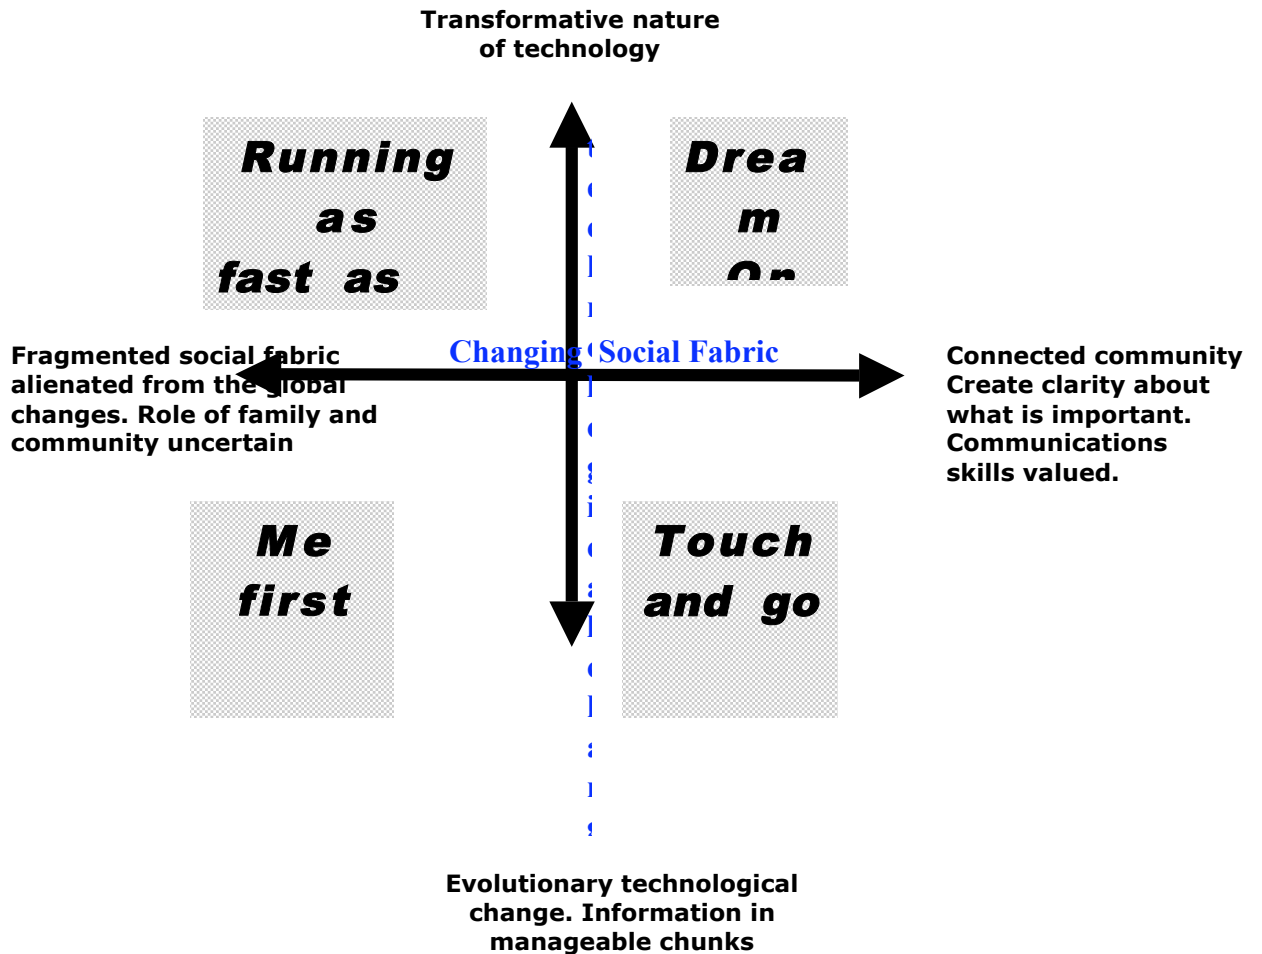 Transformative nature
of technology
Running
as
fast as
Drea
m
On
Changing Social Fabric
Fragmented social fabric
alienated from the global
changes. Role of family and
community uncertain
Connected community
Create clarity about
what is important.
Communications
skills valued.
Me
first
Touch
and go
Evolutionary technological
change. Information in
manageable chunks